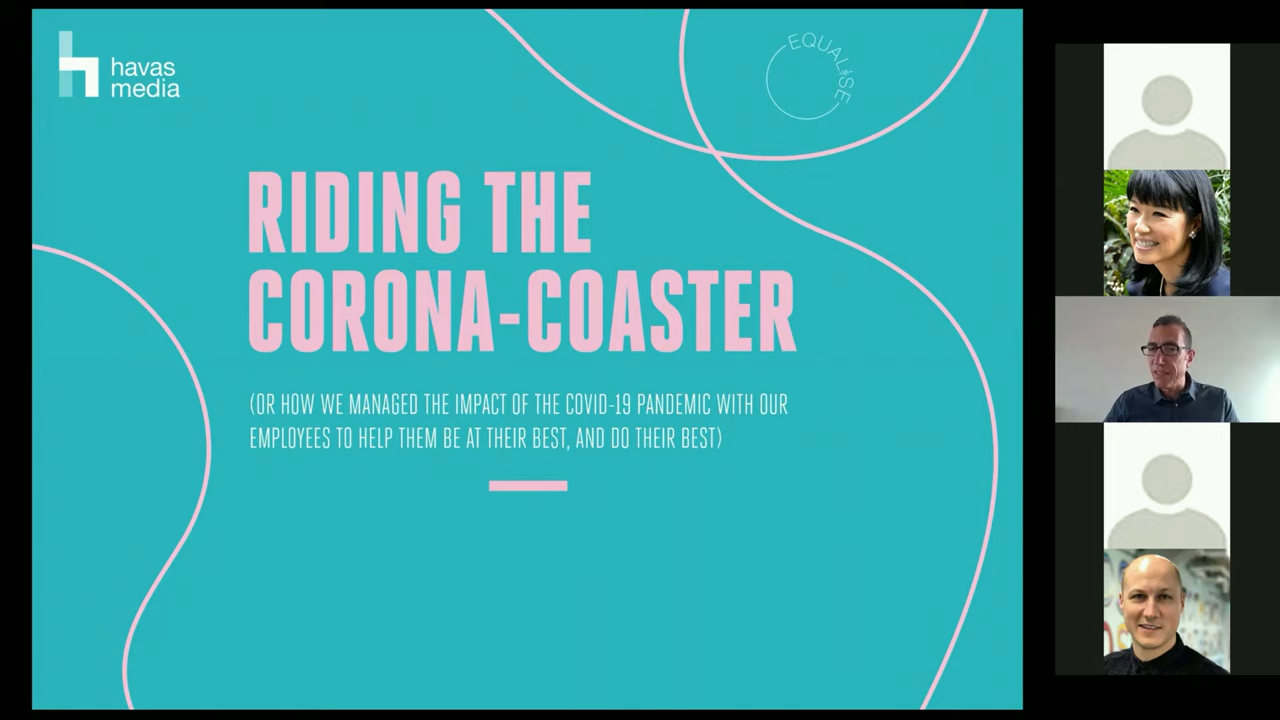 havas
media
EQUALISE
RIDING THE
CORONA-COASTER
(OR HOW WE MANAGED THE IMPACT OF THE COVID-19 PANDEMIC WITH OUR
EMPLOYEES TO HELP THEM BE AT THEIR BEST, AND DO THEIR BEST)